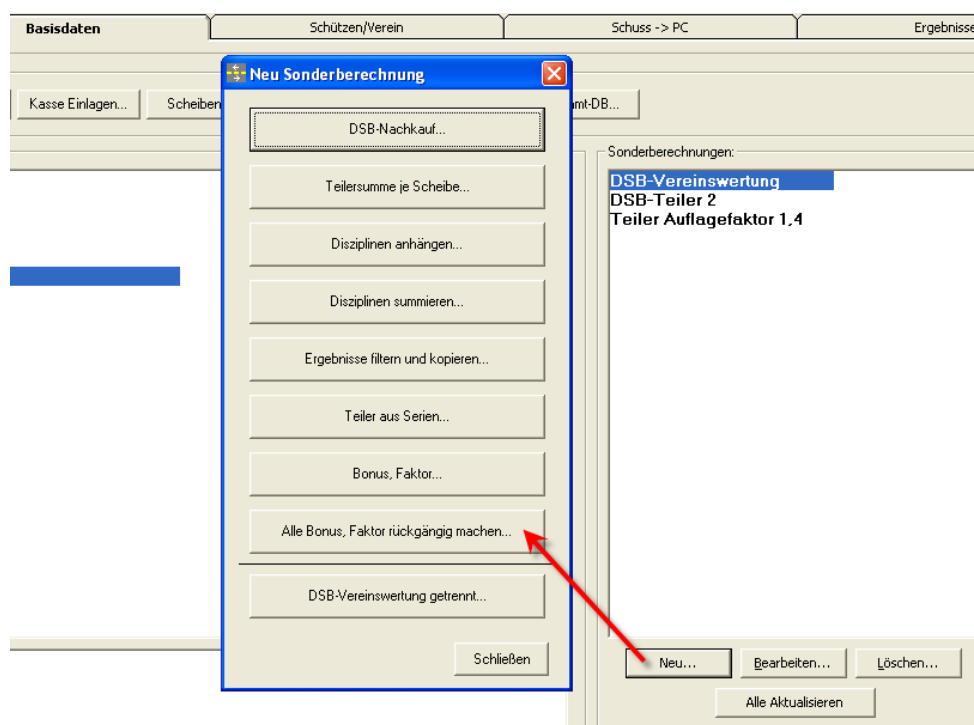 Basisdaten
Schützen/Verein
Schuss -> PC
Ergebnisse
Neu Sonderberechnung
Kasse Einlagen...
Scheiben
mt-DB...
DSB-Nachkauf...
Teilersumme je Scheibe...
Disziplinen anhängen...
Disziplinen summieren...
Ergebnisse filtern und kopieren...
Teiler aus Serien...
Bonus, Faktor...
Alle Bonus, Faktor rückgängig machen...
DSB-Vereinswertung getrennt...
Schließen
Sonderberechnungen:
DSB-Vereinswertung
DSB-Teiler 2
Teiler Auflagefaktor 1,4
Neu...
Bearbeiten...
Löschen...
Alle Aktualisieren